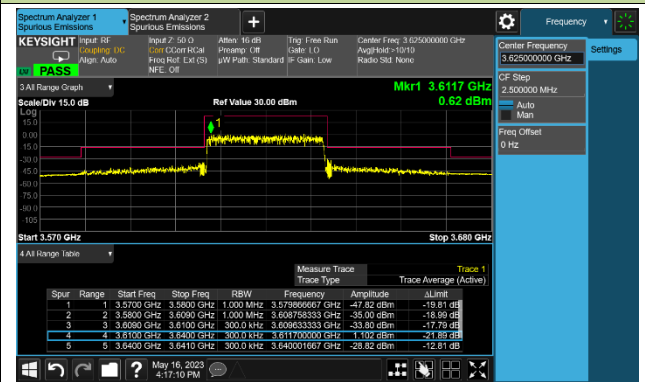 Spectrum Analyzer 1
Spurious Emissions
Spectrum Analyzer 2
Spurious Emissions
+
Frequency
KEYSIGHT
Input: RF
Coupling: DC
Align: Auto
Input Z: 50 Ω
Corr CCorr RCal
Freq Ref: Ext (S)
NFE: Off
Atten: 16 dB
Preamp: Off
µW Path: Standard
Trig: Free Run
Gate: LO
IF Gain: Low
Center Freq: 3.625000000 GHz
Avg|Hold:>10/10
Radio Std: None
PASS
Center Frequency
3.625000000 GHz
Settings
CF Step
2.500000 MHz
Auto
Man
Freq Offset
0 Hz
3 All Range Graph
Mkr1 3.6117 GHz
Scale/Div 15.0 dB
Ref Value 30.00 dBm
0.62 dBm
Log
15.0
0.00
-15.0
-30.0
-45.0
-60.0
-75.0
-90.0
-105
1
Start 3.570 GHz
Stop 3.680 GHz
4 All Range Table
Measure Trace
Trace 1
Trace Type
Trace Average (Active)
Spur Range Start Freq Stop Freq RBW Frequency Amplitude ΔLimit
1 1 3.5700 GHz 3.5800 GHz 1.000 MHz 3.579866667 GHz -47.82 dBm -19.81 dB
2 2 3.5800 GHz 3.6090 GHz 1.000 MHz 3.608758333 GHz -35.00 dBm -18.99 dB
3 3 3.6090 GHz 3.6100 GHz 300.0 kHz 3.609633333 GHz -33.80 dBm -17.79 dB
4 4 3.6100 GHz 3.6400 GHz 300.0 kHz 3.611700000 GHz 1.102 dBm -21.89 dB
5 5 3.6400 GHz 3.6410 GHz 300.0 kHz 3.640001667 GHz -28.82 dBm -12.81 dB
?
May 16, 2023
4:17:10 PM